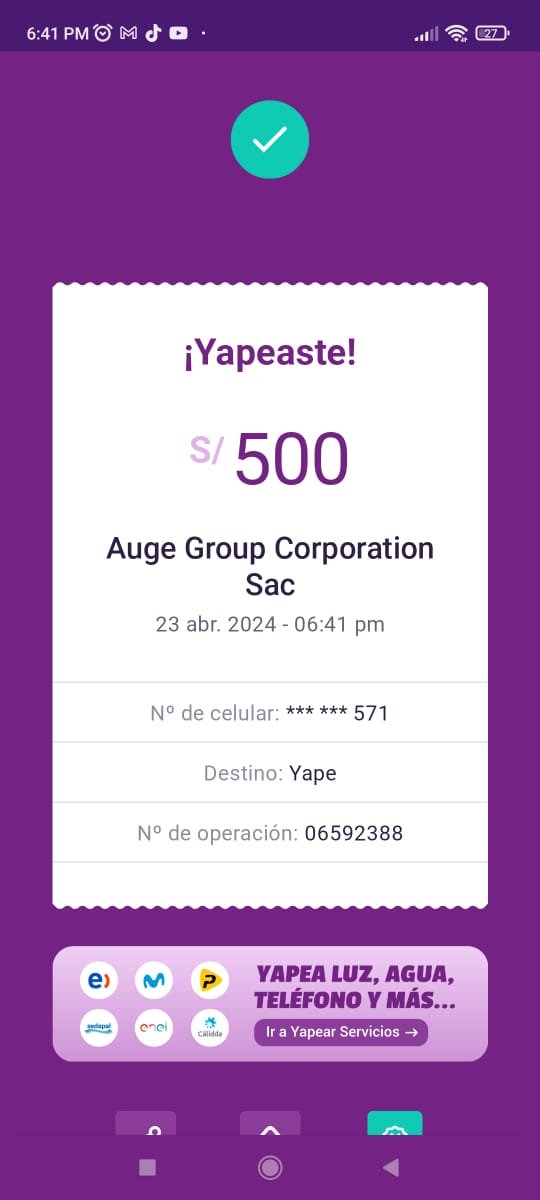 6:41 PM
27
¡Yapeaste!
S/ 500
Auge Group Corporation
Sac
23 abr. 2024 - 06:41 pm
Nº de celular: *** *** 571
Destino: Yape
Nº de operación: 06592388
e)
P
YAPEA LUZ, AGUA,
TELÉFONO Y MÁS...
sedapal enel Cálidda
Ir a Yapear Servicios →